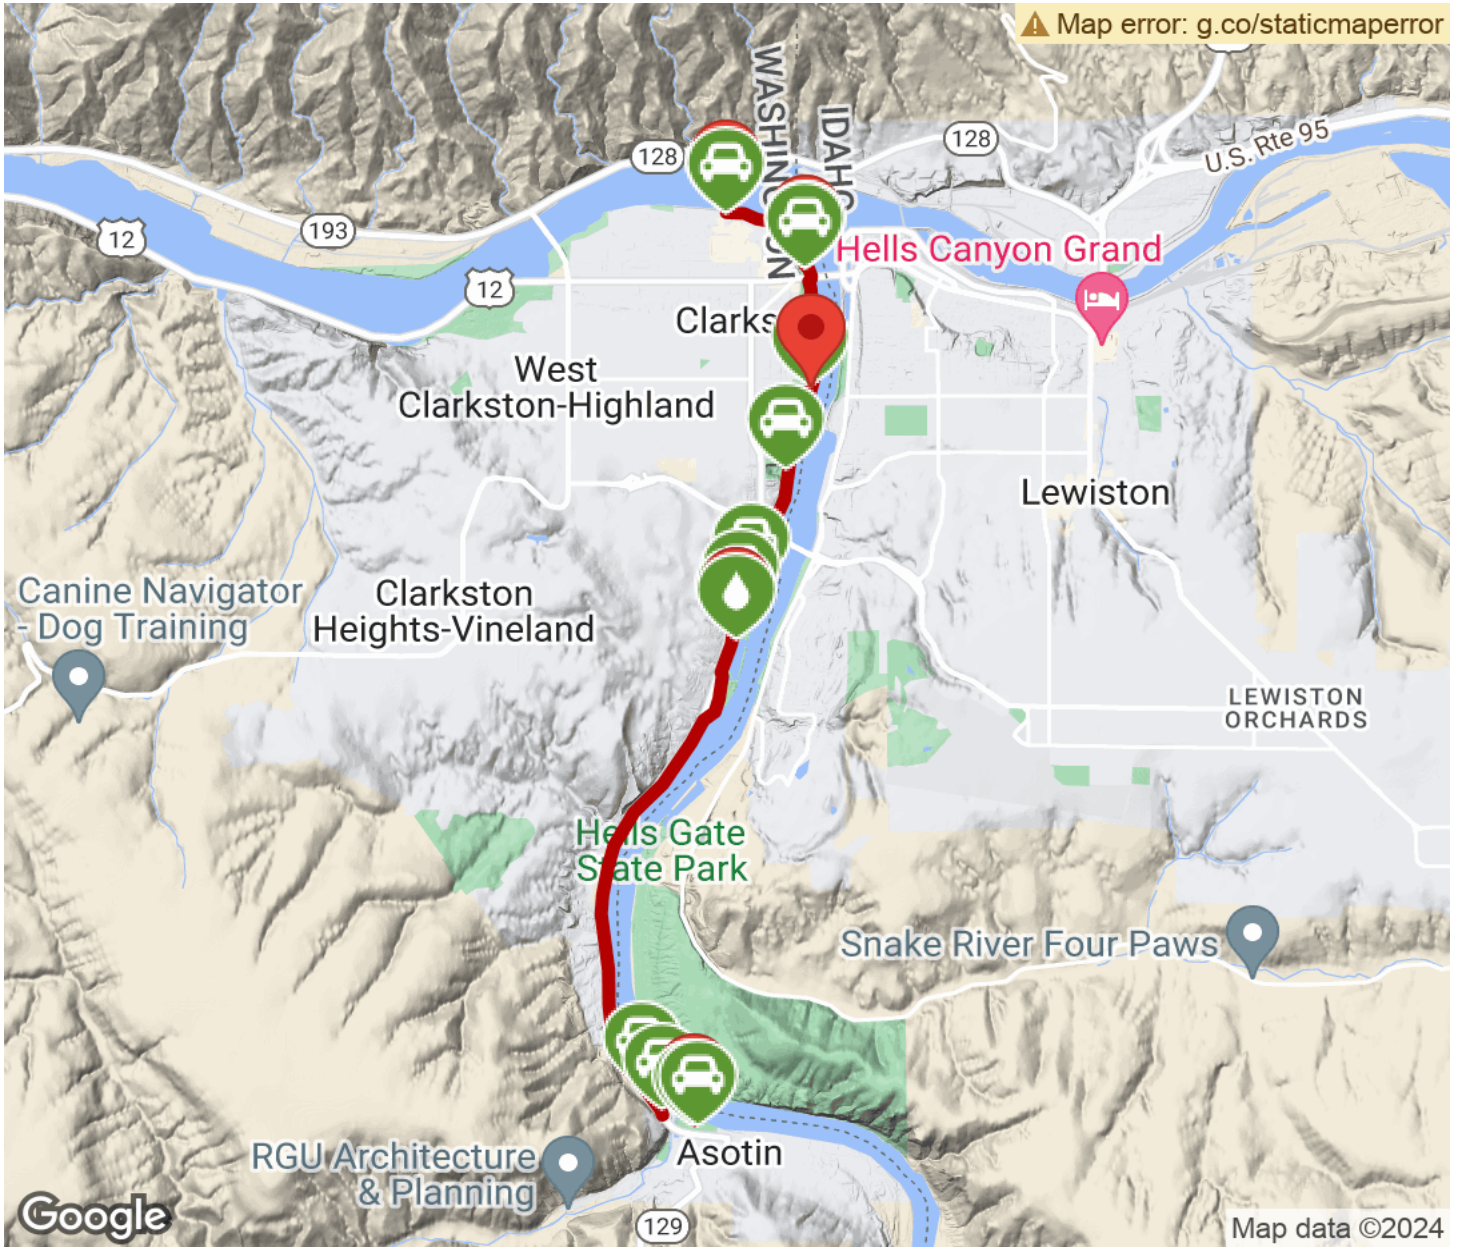 Map error: g.co/staticmaperror
WASHINGTON
IDAHO
128
128
U.S. Rte 95
193
12
12
Hells Canyon Grand
Clarks
West
Clarkston-Highland
Lewiston
Canine Navigator
- Dog Training
Clarkston
Heights-Vineland
LEWISTON
ORCHARDS
Hells Gate
State Park
Snake River Four Paws
RGU Architecture
& Planning
Asotin
129
Google
Map data ©2024